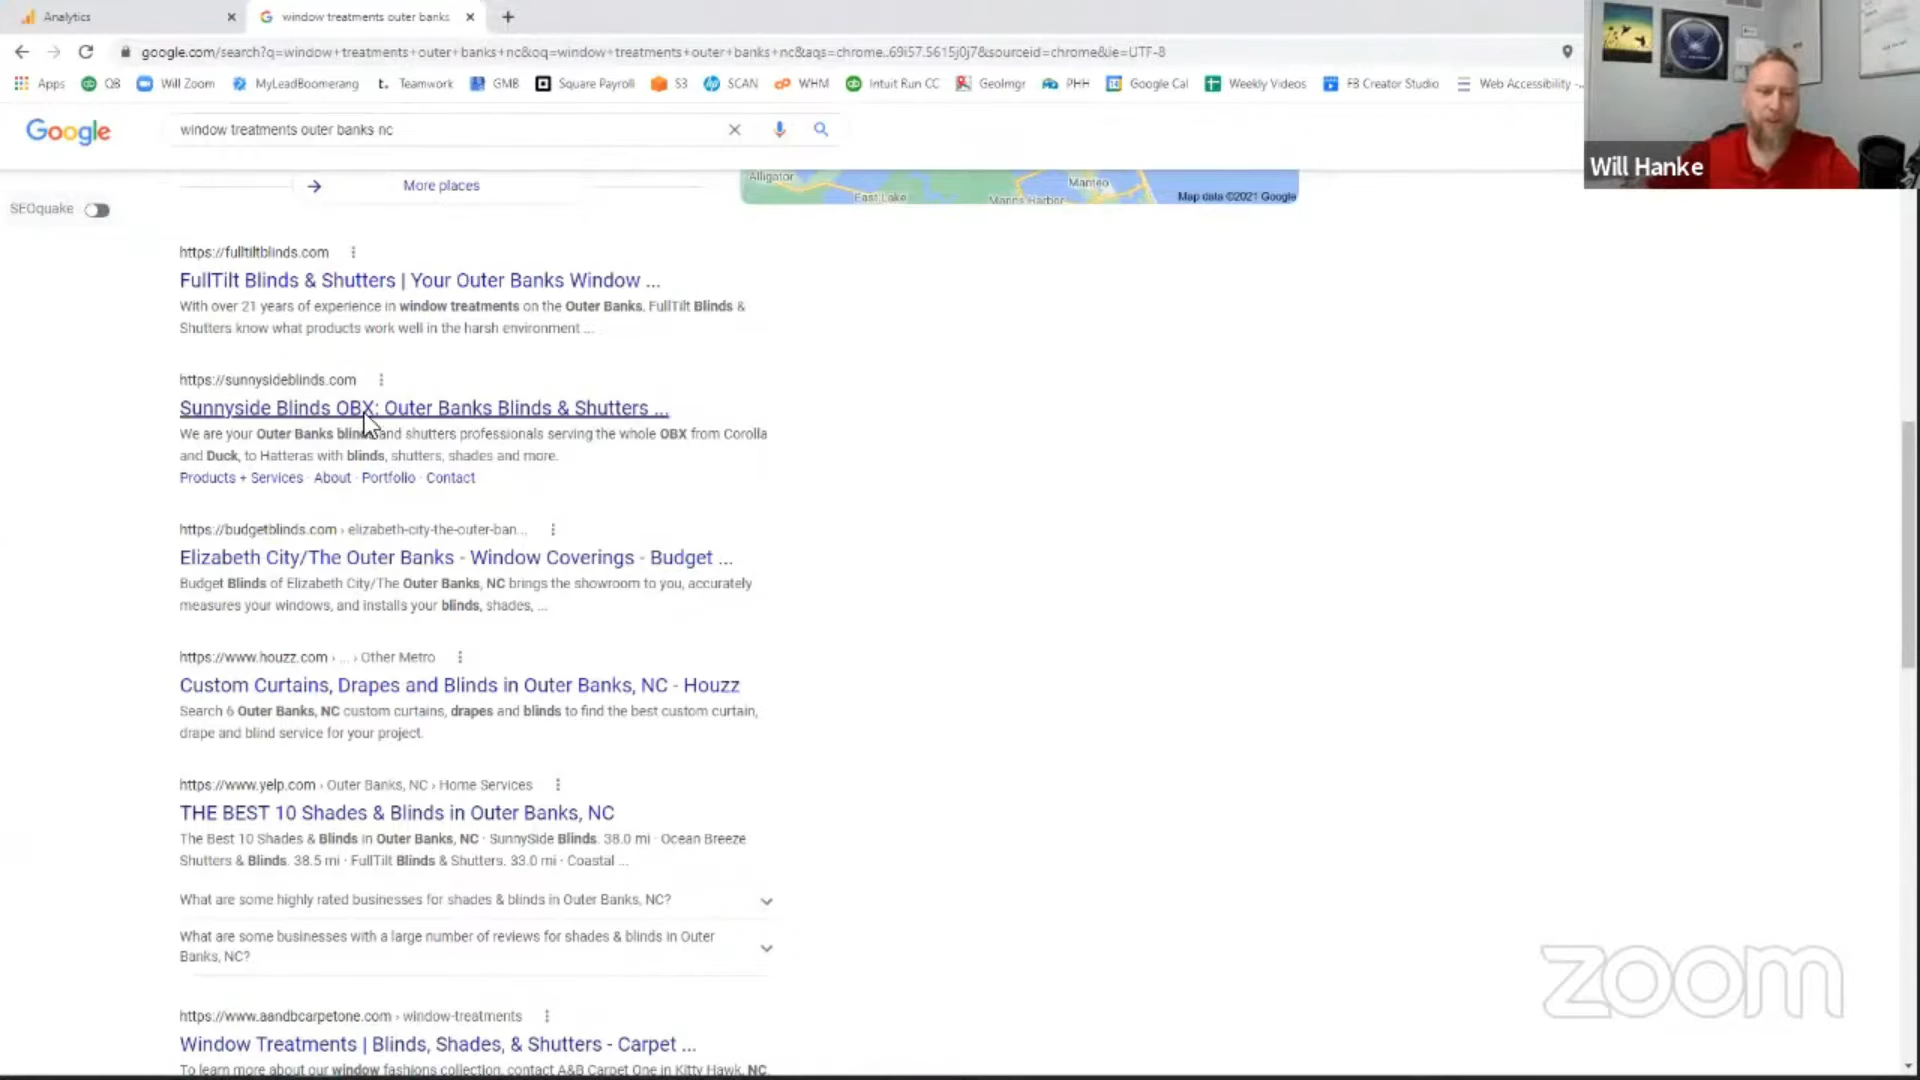 Analytics
window treatments outer banks
google.com/search?q=window+treatments+outer+banks+nc&oq=window+treatments+outer+banks+nc&aqs=chrome..69i57.5615j0j7&sourceid=chrome&ie=UTF-8
Apps QB Will Zoom MyLeadBoomerang t. Teamwork GMB Square Payroll S3 SCAN WHM Intuit Run CC GeoImgr PHH Google Cal Weekly Videos FB Creator Studio Web Accessibility -...
Will Hanke
Google
window treatments outer banks nc
More places
Alligator
East Lake
Manns Harbor
Manteo
Map data ©2021 Google
SEOquake
https://fulltiltblinds.com
FullTilt Blinds & Shutters | Your Outer Banks Window ...
With over 21 years of experience in window treatments on the Outer Banks, FullTilt Blinds &
Shutters know what products work well in the harsh environment ...
https://sunnysideblinds.com
Sunnyside Blinds OBX: Outer Banks Blinds & Shutters ...
We are your Outer Banks blinds and shutters professionals serving the whole OBX from Corolla
and Duck, to Hatteras with blinds, shutters, shades and more.
Products + Services · About · Portfolio · Contact
https://budgetblinds.com › elizabeth-city-the-outer-ban...
Elizabeth City/The Outer Banks - Window Coverings - Budget ...
Budget Blinds of Elizabeth City/The Outer Banks, NC brings the showroom to you, accurately
measures your windows, and installs your blinds, shades, ...
https://www.houzz.com › ... › Other Metro
Custom Curtains, Drapes and Blinds in Outer Banks, NC - Houzz
Search 6 Outer Banks, NC custom curtains, drapes and blinds to find the best custom curtain,
drape and blind service for your project.
https://www.yelp.com › Outer Banks, NC › Home Services
THE BEST 10 Shades & Blinds in Outer Banks, NC
The Best 10 Shades & Blinds in Outer Banks, NC · SunnySide Blinds. 38.0 mi · Ocean Breeze
Shutters & Blinds. 38.5 mi · FullTilt Blinds & Shutters. 33.0 mi · Coastal ...
What are some highly rated businesses for shades & blinds in Outer Banks, NC?
What are some businesses with a large number of reviews for shades & blinds in Outer
Banks, NC?
https://www.aandbcarpetone.com › window-treatments
Window Treatments | Blinds, Shades, & Shutters - Carpet ...
To learn more about our window fashions collection, contact A&B Carpet One in Kitty Hawk, NC.
zoom